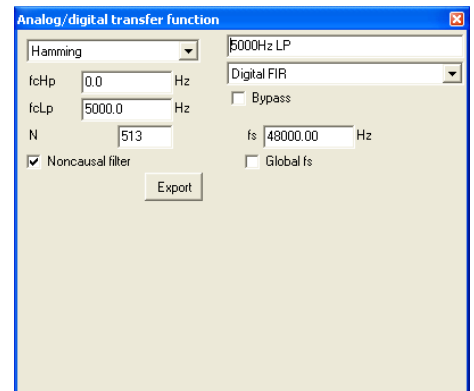 Analog/digital transfer function
Hamming
5000Hz LP
fcHp 0.0 Hz
Digital FIR
fcLp 5000.0 Hz
Bypass
N 513
fs 48000.00 Hz
Noncausal filter
Global fs
Export